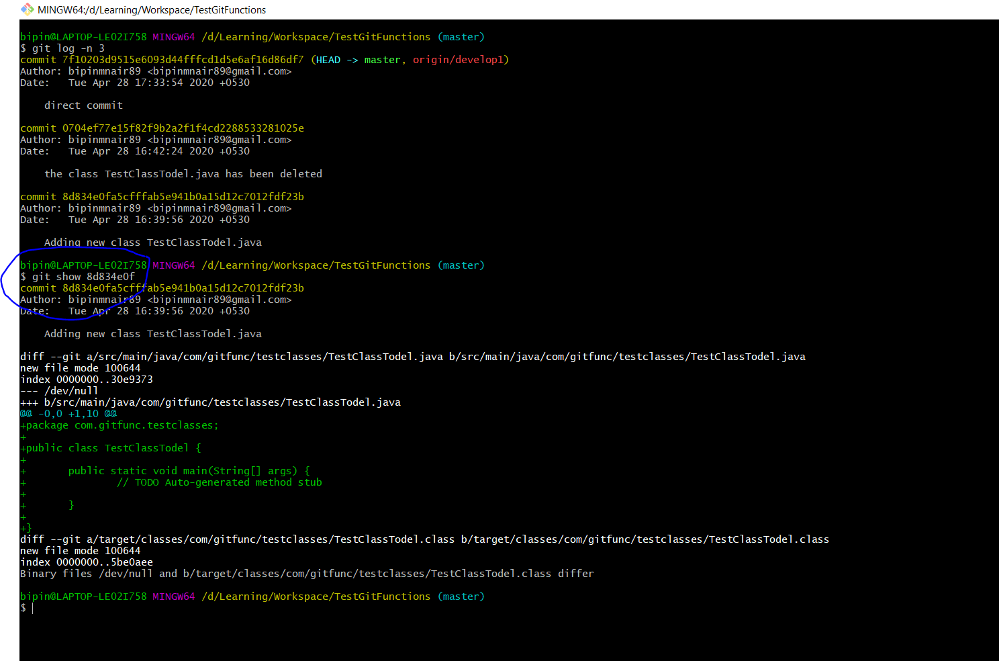 MINGW64:/d/Learning/Workspace/TestGitFunctions
bipin@LAPTOP-LEO2I758 MINGW64 /d/Learning/Workspace/TestGitFunctions (master)
$ git log -n 3
commit 7f10203d9515e6093d44fffcd1d5e6af16d86df7 (HEAD -> master, origin/develop1)
Author: bipinmnair89 <bipinmnair89@gmail.com>
Date:   Tue Apr 28 17:33:54 2020 +0530
    direct commit
commit 0704ef77e15f82f9b2a2f1f4cd2288533281025e
Author: bipinmnair89 <bipinmnair89@gmail.com>
Date:   Tue Apr 28 16:42:24 2020 +0530
    the class TestClassTodel.java has been deleted
commit 8d834e0fa5cfffab5e941b0a15d12c7012fdf23b
Author: bipinmnair89 <bipinmnair89@gmail.com>
Date:   Tue Apr 28 16:39:56 2020 +0530
    Adding new class TestClassTodel.java
bipin@LAPTOP-LEO2I758 MINGW64 /d/Learning/Workspace/TestGitFunctions (master)
$ git show 8d834e0f
commit 8d834e0fa5cfffab5e941b0a15d12c7012fdf23b
Author: bipinmnair89 <bipinmnair89@gmail.com>
Date:   Tue Apr 28 16:39:56 2020 +0530
    Adding new class TestClassTodel.java
diff --git a/src/main/java/com/gitfunc/testclasses/TestClassTodel.java b/src/main/java/com/gitfunc/testclasses/TestClassTodel.java
new file mode 100644
index 0000000..30e9373
--- /dev/null
+++ b/src/main/java/com/gitfunc/testclasses/TestClassTodel.java
@@ -0,0 +1,10 @@
+package com.gitfunc.testclasses;
+
+public class TestClassTodel {
+
+       public static void main(String[] args) {
+               // TODO Auto-generated method stub
+
+       }
+
+}
diff --git a/target/classes/com/gitfunc/testclasses/TestClassTodel.class b/target/classes/com/gitfunc/testclasses/TestClassTodel.class
new file mode 100644
index 0000000..5be0aee
Binary files /dev/null and b/target/classes/com/gitfunc/testclasses/TestClassTodel.class differ
bipin@LAPTOP-LEO2I758 MINGW64 /d/Learning/Workspace/TestGitFunctions (master)
$